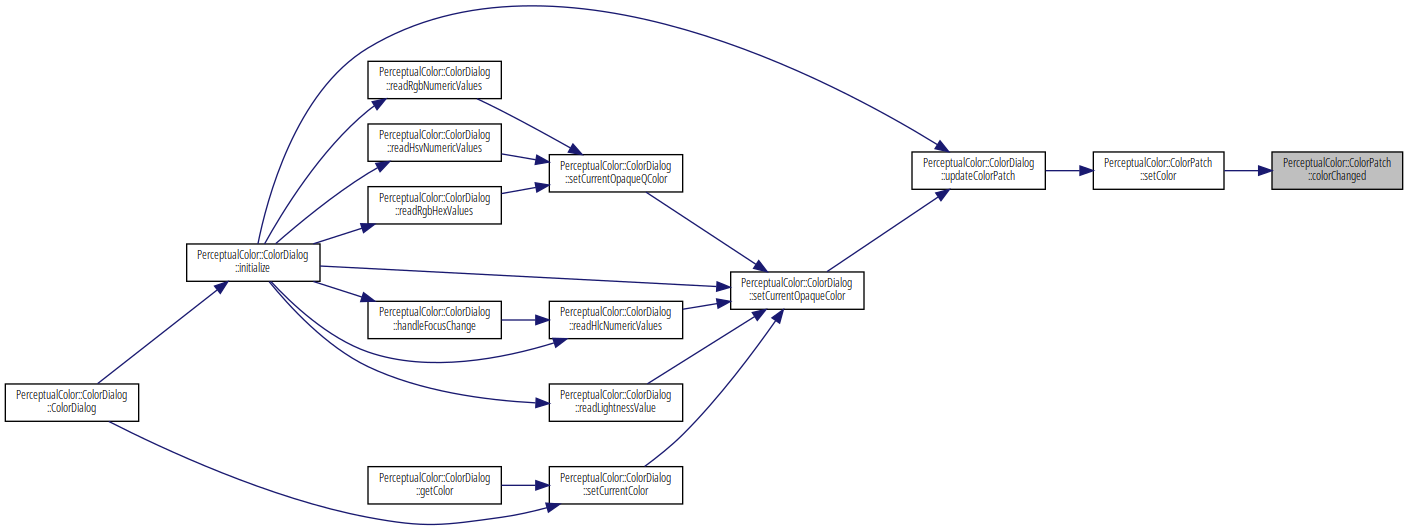 PerceptualColor::ColorDialog
::readRgbNumericValues
PerceptualColor::ColorDialog
::readHsvNumericValues
PerceptualColor::ColorDialog
::setCurrentOpaqueQColor
PerceptualColor::ColorDialog
::updateColorPatch
PerceptualColor::ColorPatch
::setColor
PerceptualColor::ColorPatch
::colorChanged
PerceptualColor::ColorDialog
::readRgbHexValues
PerceptualColor::ColorDialog
::initialize
PerceptualColor::ColorDialog
::setCurrentOpaqueColor
PerceptualColor::ColorDialog
::handleFocusChange
PerceptualColor::ColorDialog
::readHlcNumericValues
PerceptualColor::ColorDialog
::ColorDialog
PerceptualColor::ColorDialog
::readLightnessValue
PerceptualColor::ColorDialog
::getColor
PerceptualColor::ColorDialog
::setCurrentColor